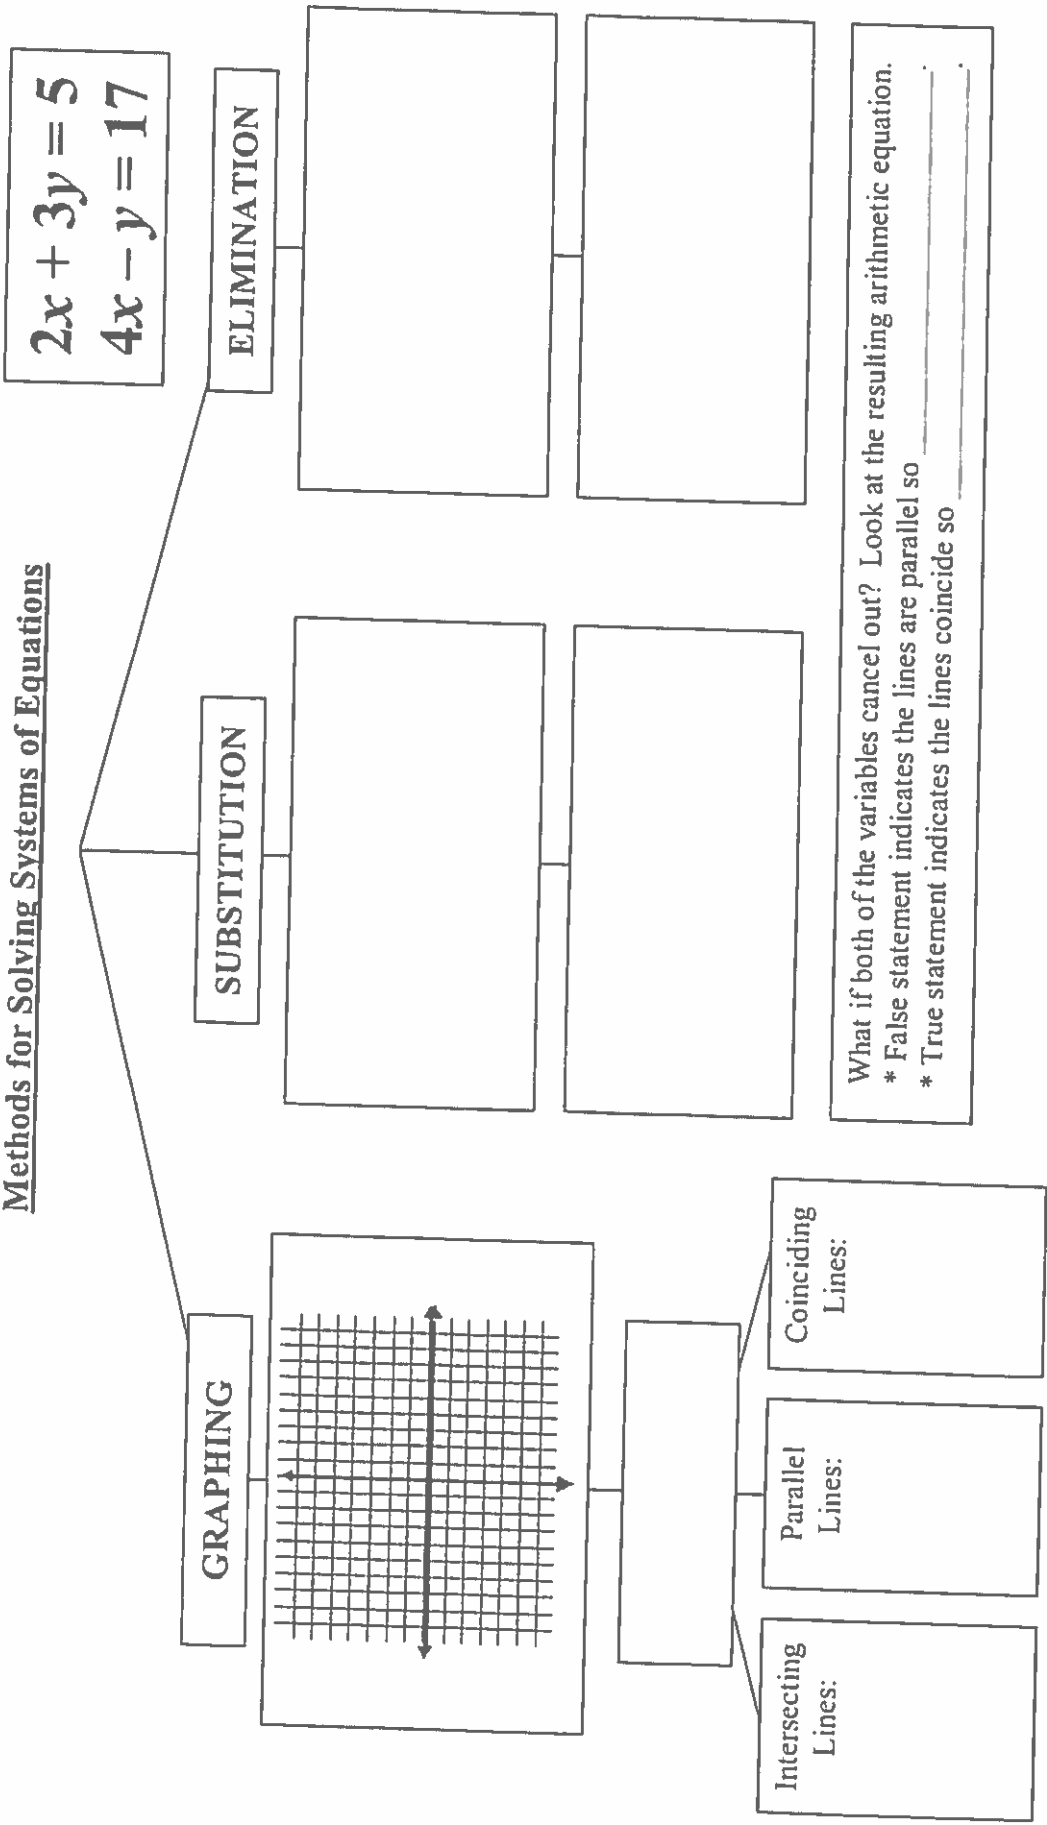 Methods for Solving Systems of Equations
2x + 3y = 5
4x − y = 17
GRAPHING
SUBSTITUTION
ELIMINATION
Intersecting
Lines:
Parallel
Lines:
Coinciding
Lines:
What if both of the variables cancel out? Look at the resulting arithmetic equation.
* False statement indicates the lines are parallel so ____________________.
* True statement indicates the lines coincide so ____________________.